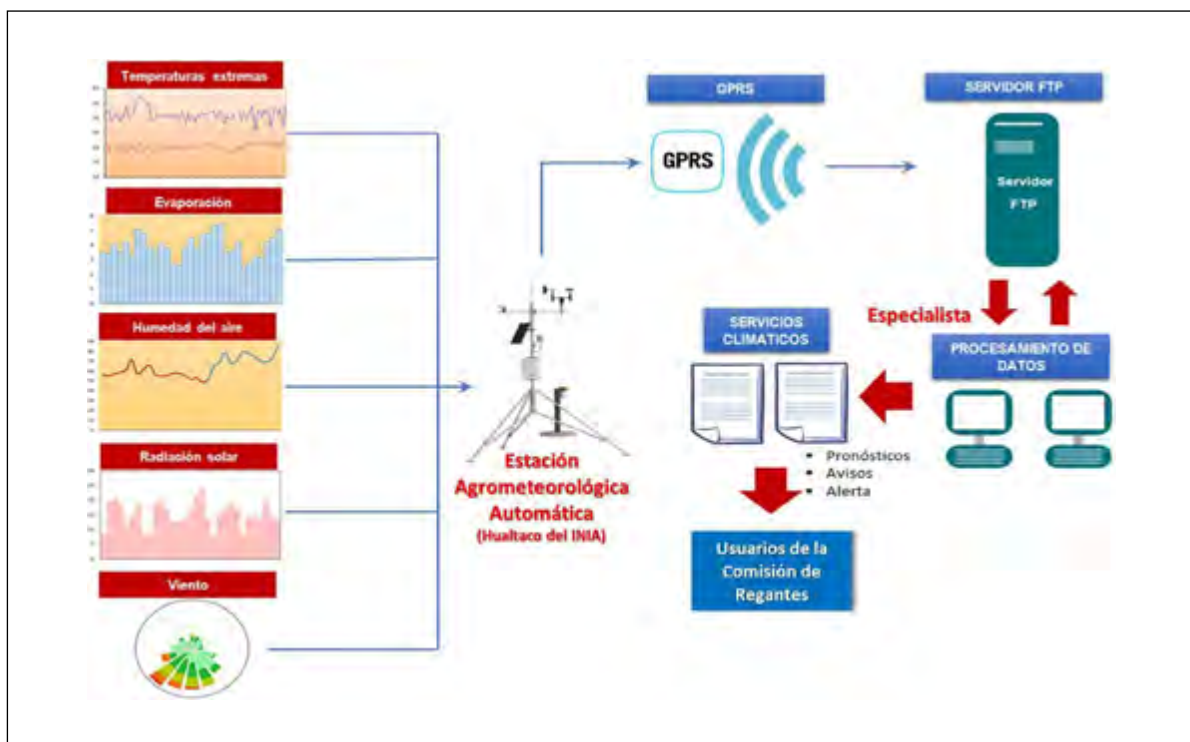 Temperaturas extremas
Evaporación
Humedad del aire
Radiación solar
Viento
Estación
Agrometeorológica
Automática
(Hualtaco del INIA)
GPRS
GPRS
SERVIDOR FTP
Servidor
FTP
Especialista
PROCESAMIENTO DE
DATOS
SERVICIOS
CLIMATICOS
▪ Pronósticos
▪ Avisos
▪ Alerta
Usuarios de la
Comisión de
Regantes